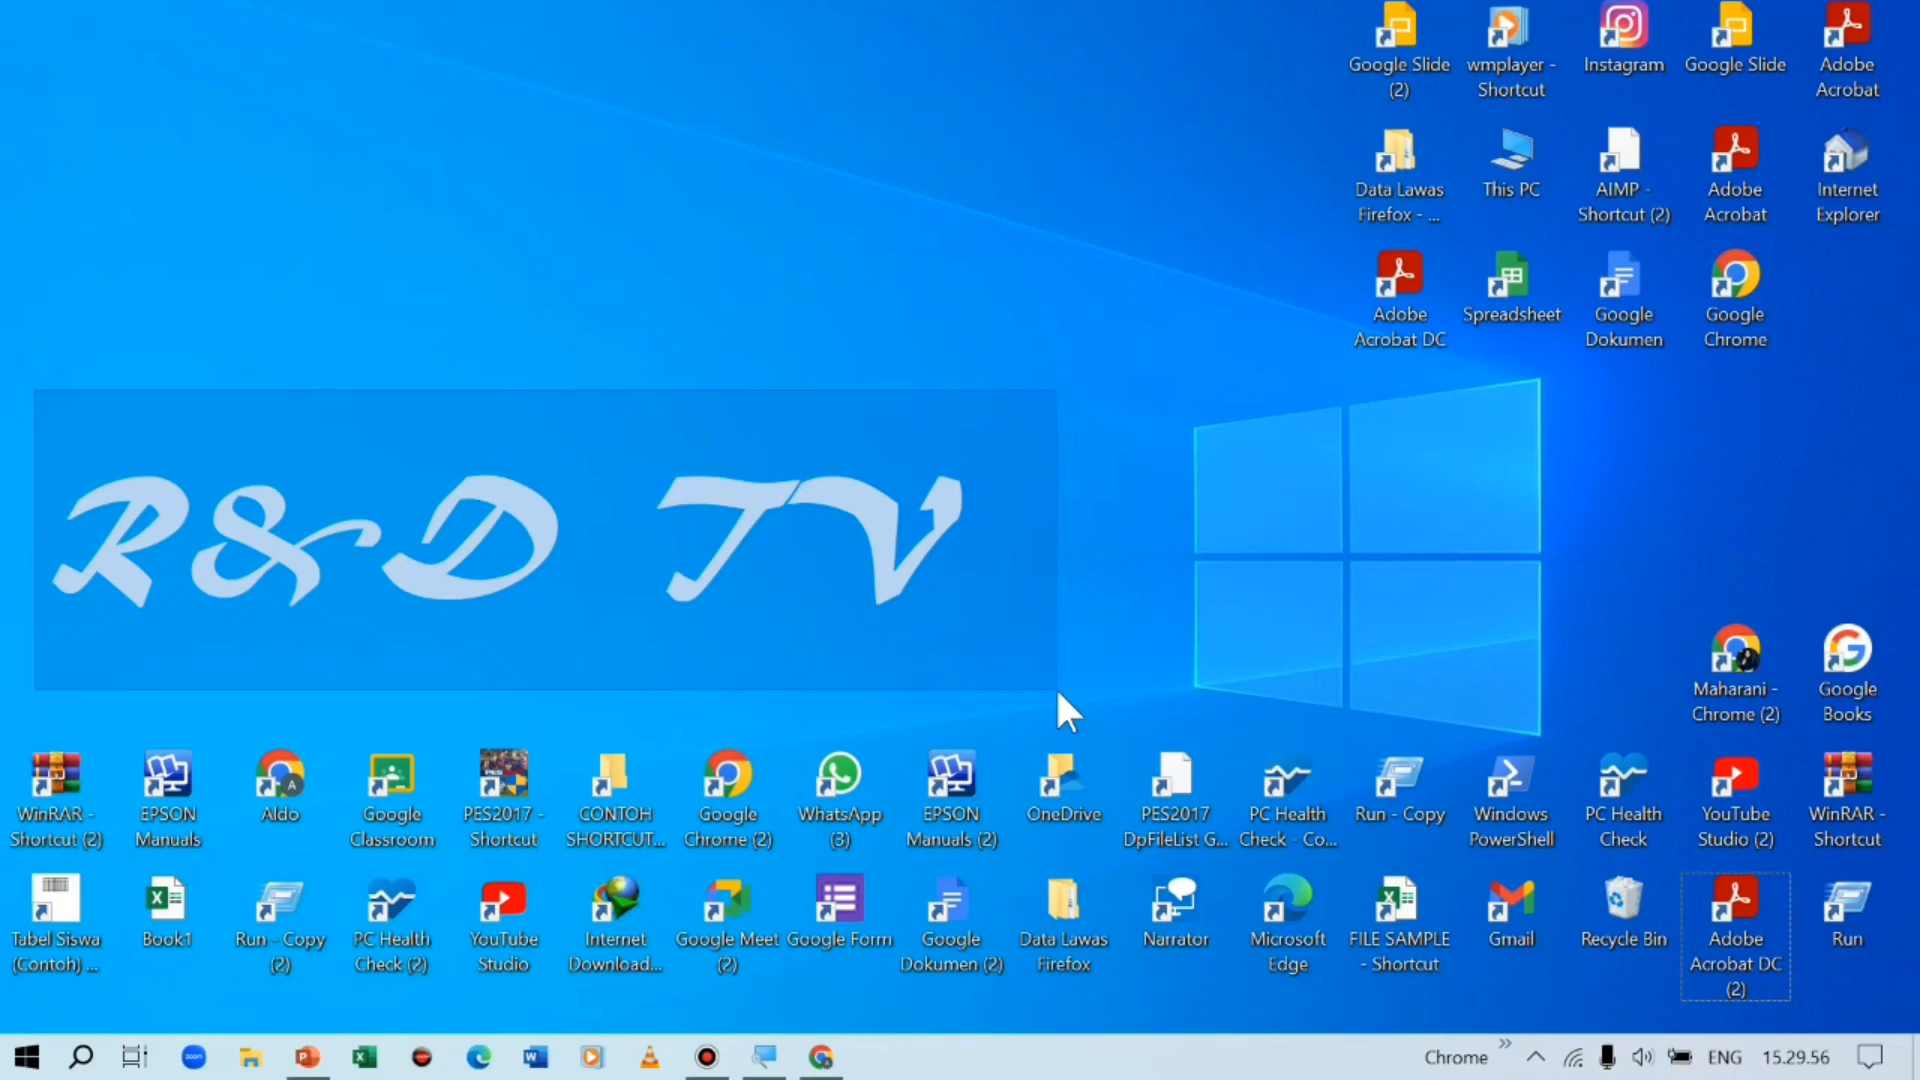 Google Slide (2)
wmplayer - Shortcut
Instagram
Google Slide
Adobe Acrobat
Data Lawas Firefox - ...
This PC
AIMP - Shortcut (2)
Adobe Acrobat
Internet Explorer
Adobe Acrobat DC
Spreadsheet
Google Dokumen
Google Chrome
R&D TV
Maharani - Chrome (2)
Google Books
WinRAR - Shortcut (2)
EPSON Manuals
Aldo
Google Classroom
PES2017 - Shortcut
CONTOH SHORTCUT...
Google Chrome (2)
WhatsApp (3)
EPSON Manuals (2)
OneDrive
PES2017 DpFileList G...
PC Health Check - Co...
Run - Copy
Windows PowerShell
PC Health Check
YouTube Studio (2)
WinRAR - Shortcut
Tabel Siswa (Contoh) ...
Book1
Run - Copy (2)
PC Health Check (2)
YouTube Studio
Internet Download...
Google Meet (2)
Google Form
Google Dokumen (2)
Data Lawas Firefox
Narrator
Microsoft Edge
FILE SAMPLE - Shortcut
Gmail
Recycle Bin
Adobe Acrobat DC (2)
Run
zoom
Chrome
ENG
15.29.56